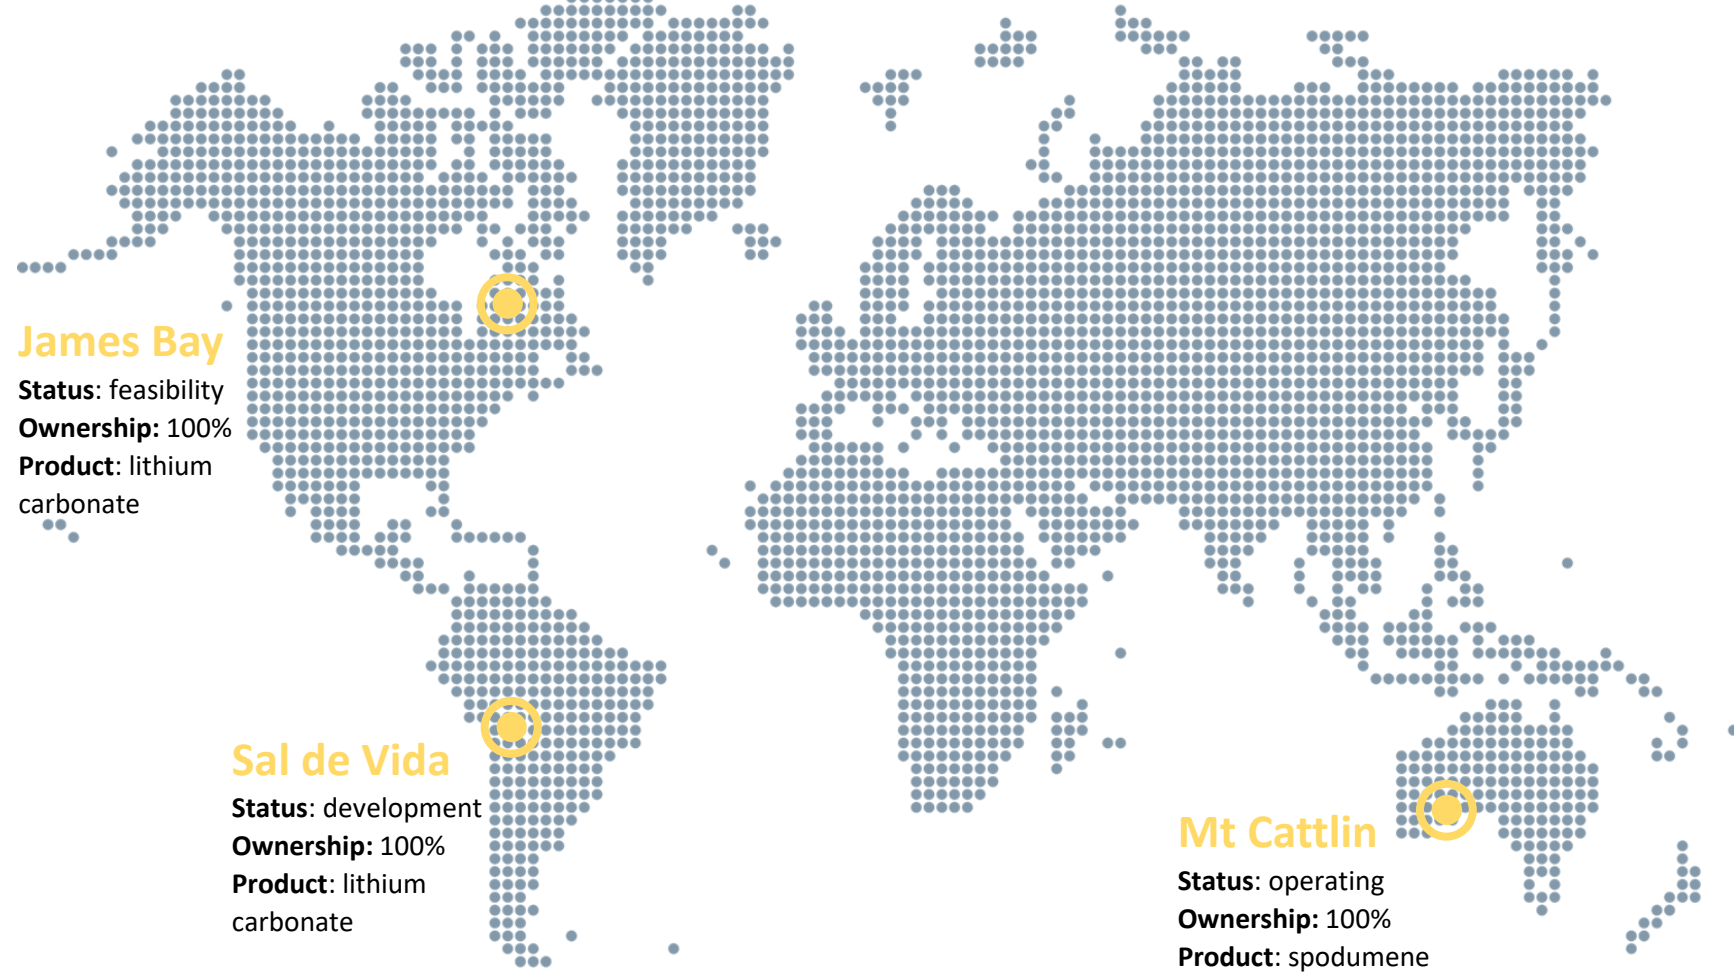 James Bay
Status: feasibility
Ownership: 100%
Product: lithium
carbonate
Sal de Vida
Status: development
Ownership: 100%
Product: lithium
carbonate
Mt Cattlin
Status: operating
Ownership: 100%
Product: spodumene